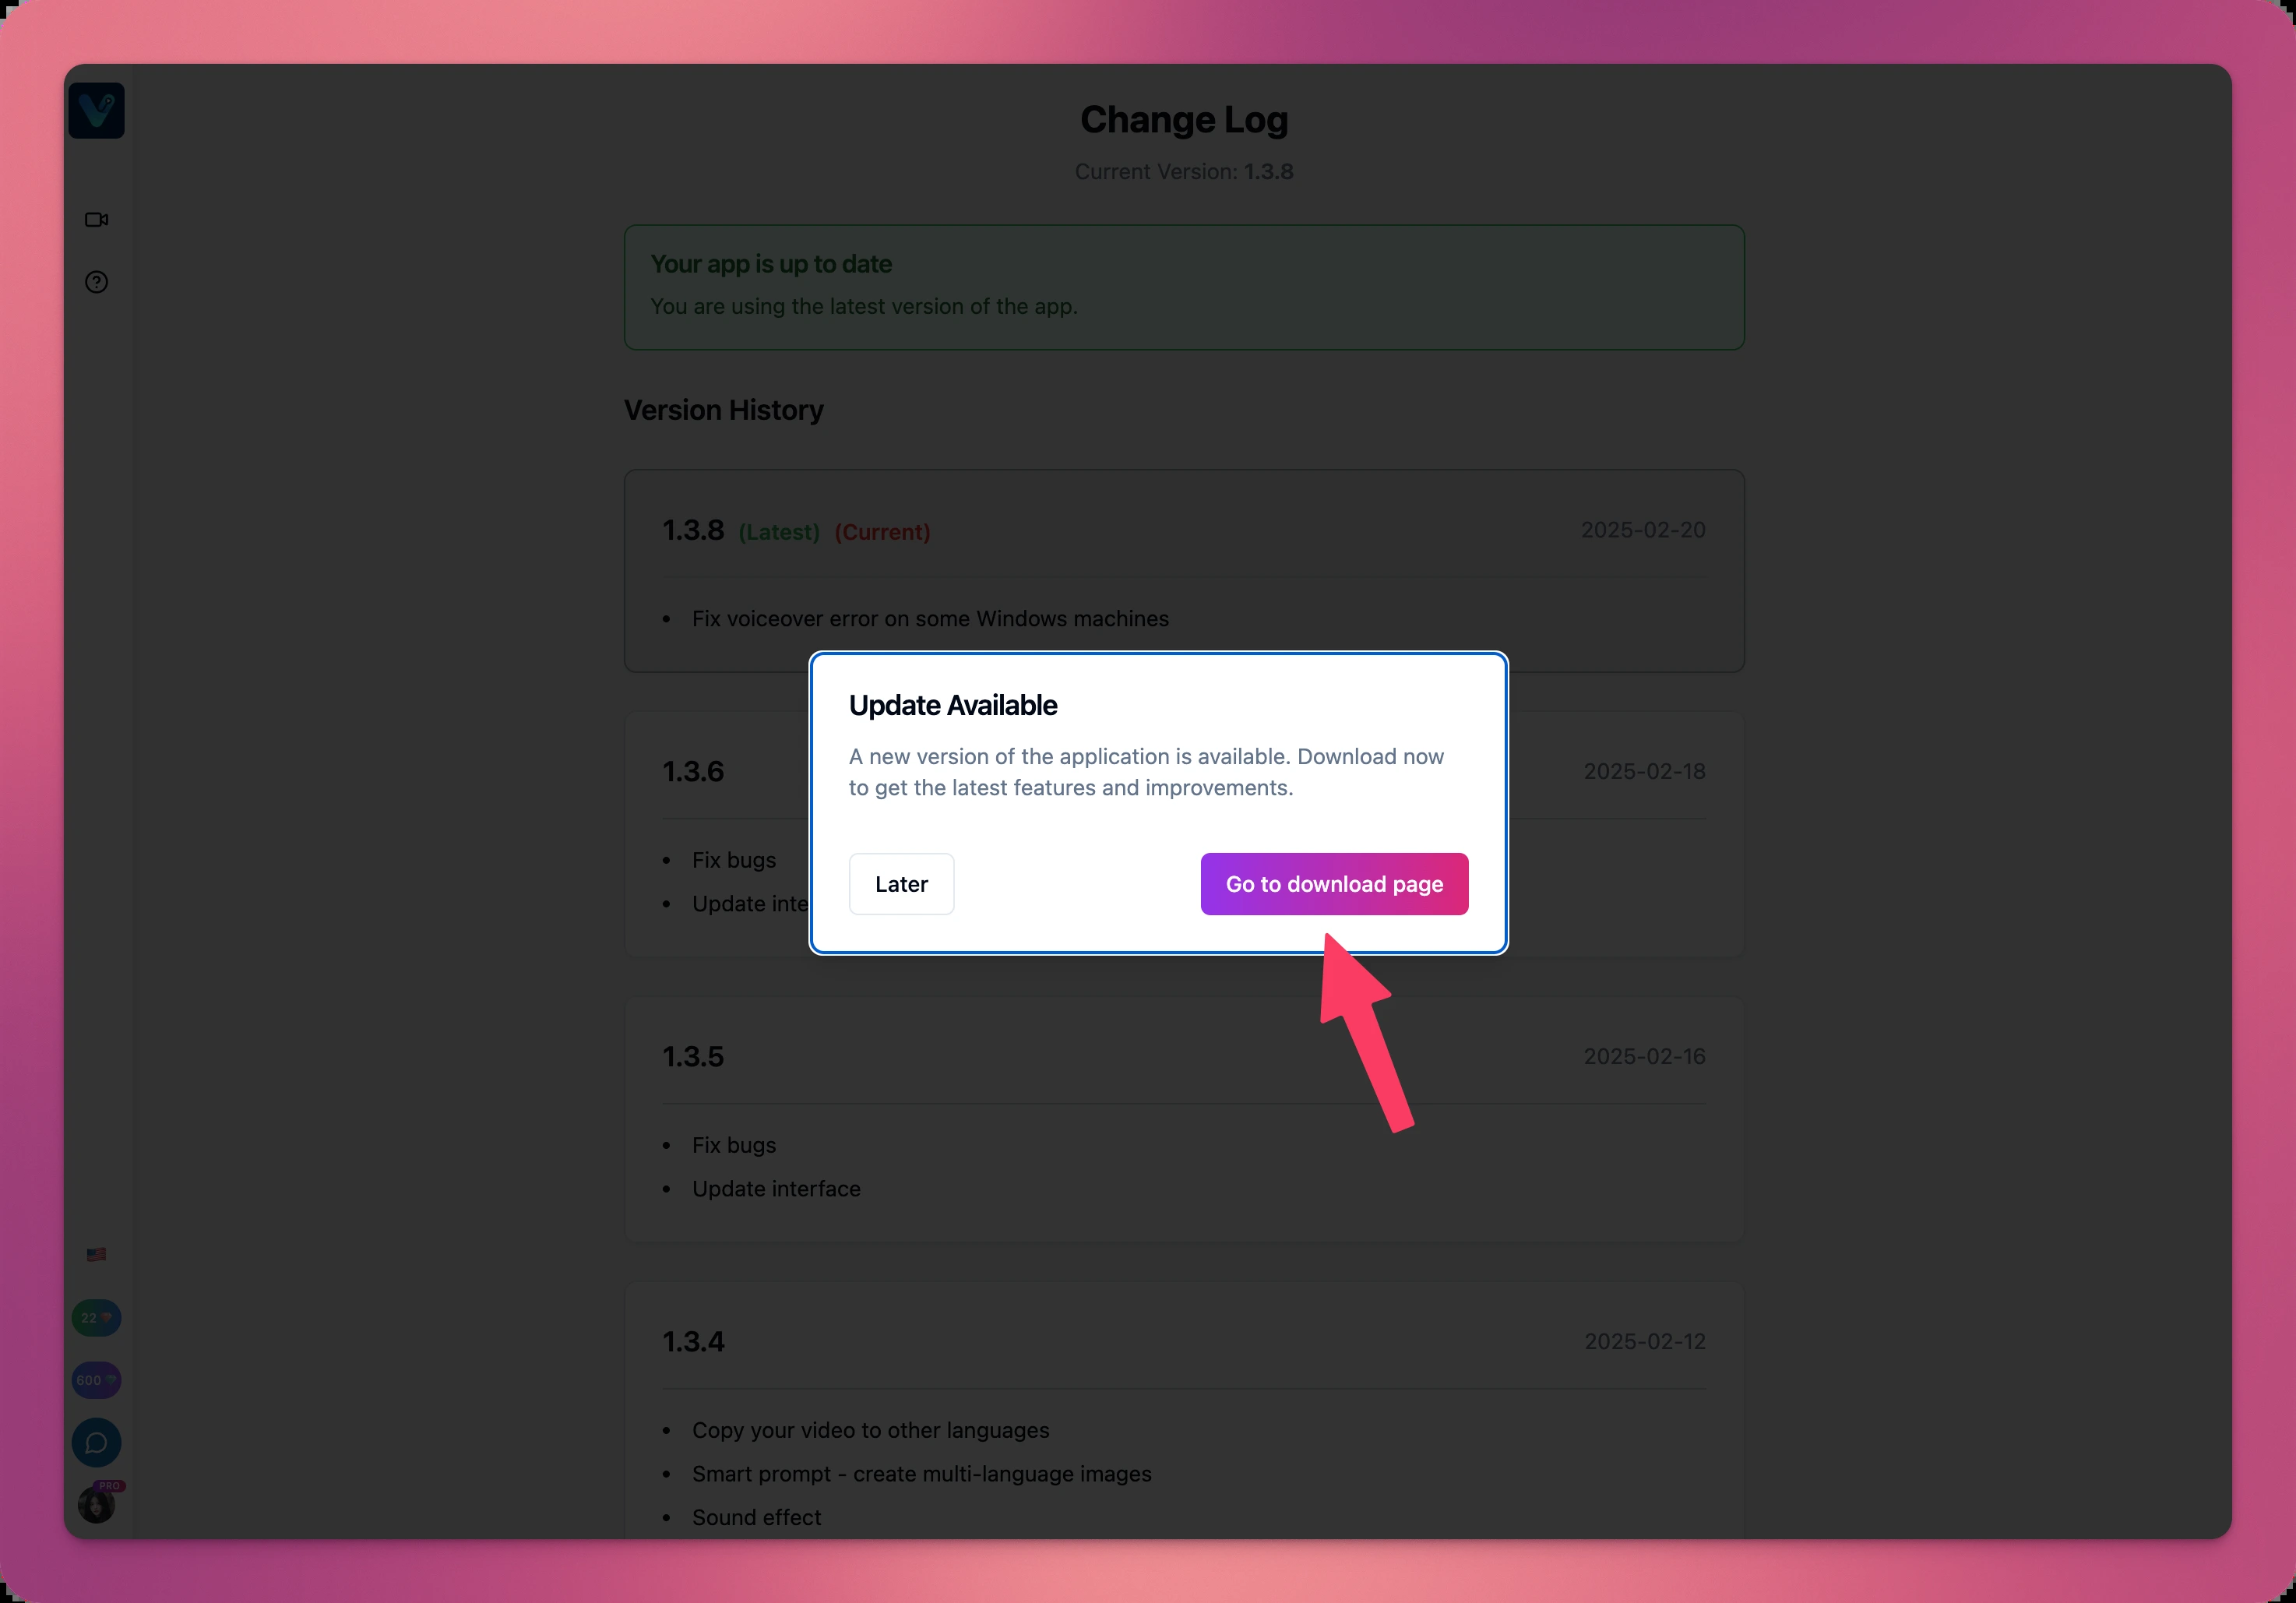 Change Log
Current Version: 1.3.8
Your app is up to date
You are using the latest version of the app.
Version History
1.3.8 (Latest) (Current) 2025-02-20
• Fix voiceover error on some Windows machines
Update Available
A new version of the application is available. Download now
to get the latest features and improvements.
Later
Go to download page
1.3.6 2025-02-18
• Fix bugs
• Update inte
1.3.5 2025-02-16
• Fix bugs
• Update interface
1.3.4 2025-02-12
• Copy your video to other languages
• Smart prompt - create multi-language images
• Sound effect
22
600
PRO